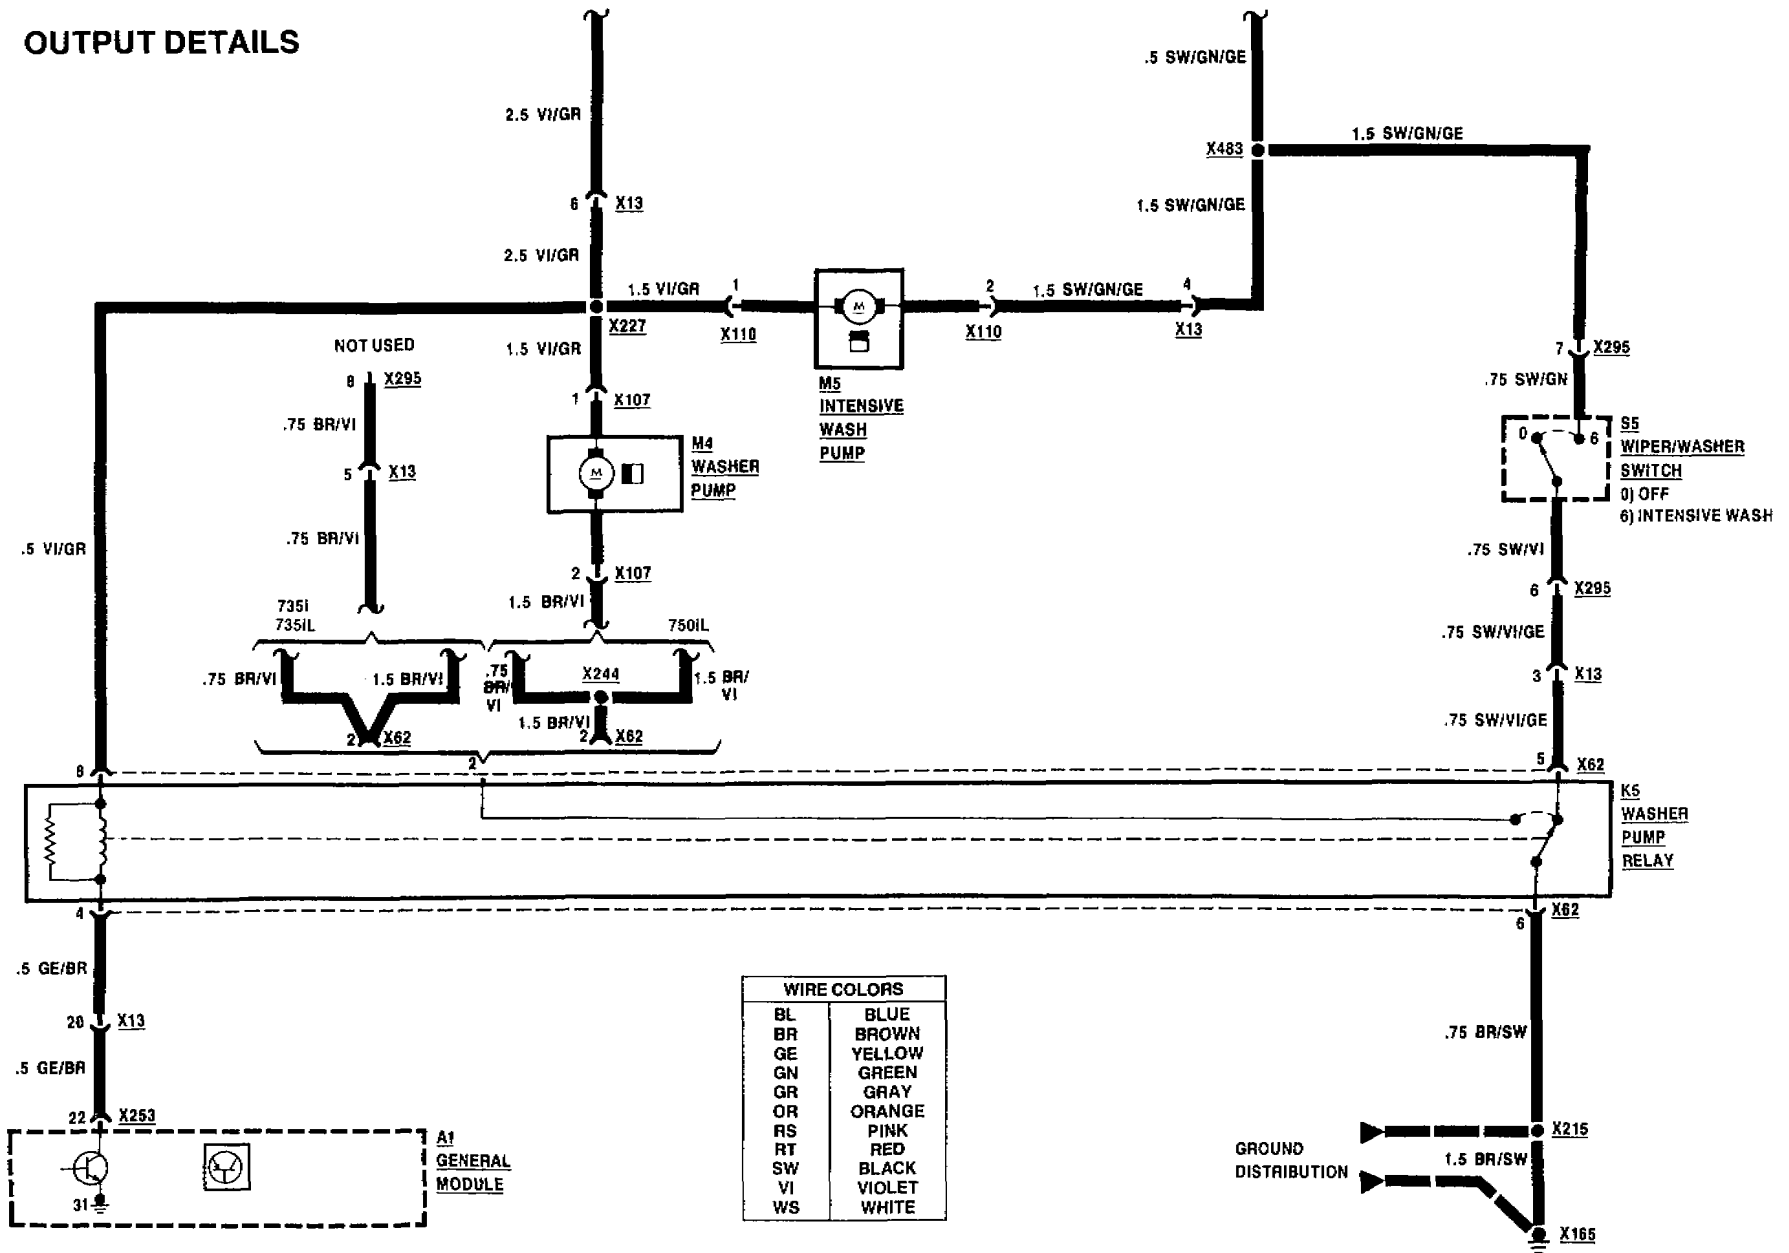 OUTPUT DETAILS
.5 SW/GN/GE
2.5 VI/GR
1.5 SW/GN/GE
X483
6 X13
1.5 SW/GN/GE
2.5 VI/GR
1.5 VI/GR
1
2
1.5 SW/GN/GE
4
X227
X110
X110
X13
NOT USED
1.5 VI/GR
7 X295
8 X295
M5
INTENSIVE
WASH
PUMP
.75 SW/GN
1 X107
.75 BR/VI
0
6
S5
WIPER/WASHER
SWITCH
0) OFF
6) INTENSIVE WASH
M
M
M4
WASHER
PUMP
5 X13
.75 BR/VI
.5 VI/GR
.75 SW/VI
2 X107
6 X295
1.5 BR/VI
735i
735iL
750iL
.75 SW/VI/GE
.75 BR/VI
1.5 BR/VI
.75
BR/
VI
X244
1.5 BR/
VI
3 X13
1.5 BR/VI
.75 SW/VI/GE
2 X62
2 X62
2
8
5 X62
K5
WASHER
PUMP
RELAY
4
6 X62
.5 GE/BR
20 X13
.75 BR/SW
.5 GE/BR
22 X253
A1
GENERAL
MODULE
31
WIRE COLORS
BL BLUE
BR BROWN
GE YELLOW
GN GREEN
GR GRAY
OR ORANGE
RS PINK
RT RED
SW BLACK
VI VIOLET
WS WHITE
X215
GROUND
DISTRIBUTION
1.5 BR/SW
X165